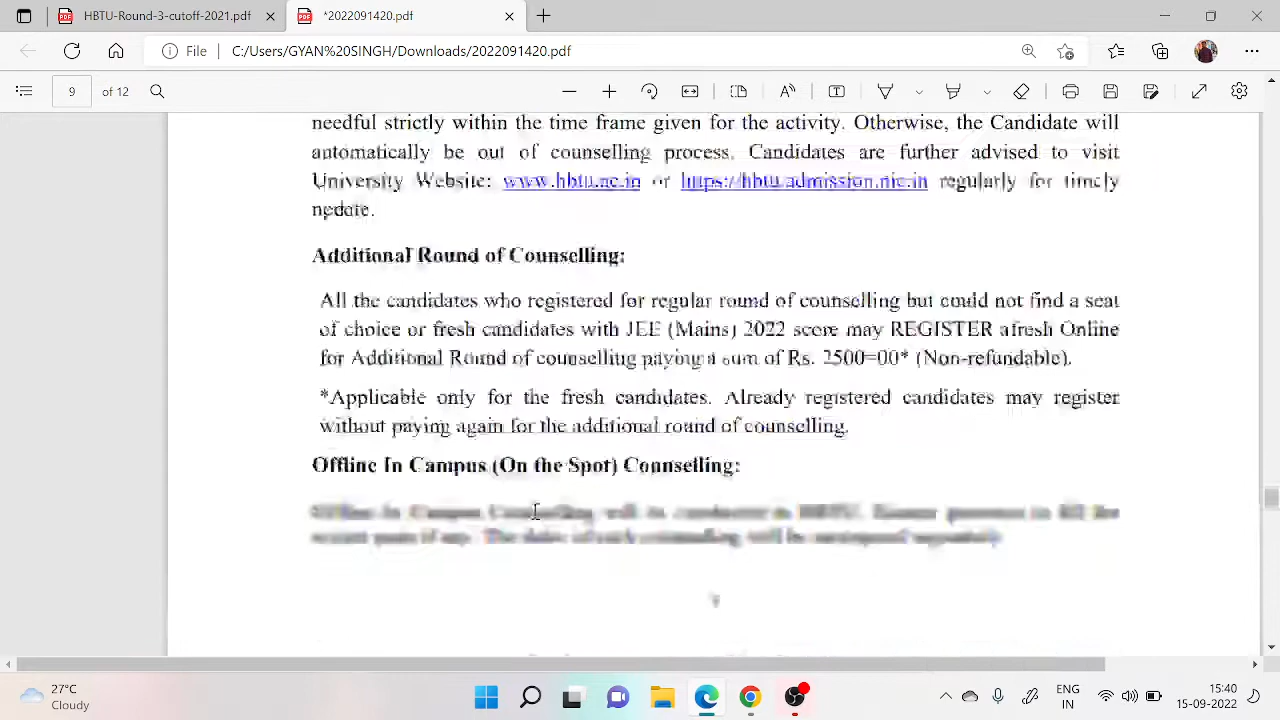 HBTU-Round-3-cutoff-2021.pdf
*2022091420.pdf
File
C:/Users/GYAN%20SINGH/Downloads/2022091420.pdf
9 of 12
needful strictly within the time frame given for the activity. Otherwise, the Candidate will
automatically be out of counselling process. Candidates are further advised to visit
University Website: www.hbtu.ac.in or https://hbtu.admission.nic.in regularly for timely
Additional Round of Counselling:
All the candidates who registered for regular round of counselling but could not find a seat
of choice or fresh candidates with JEE (Mains) 2022 score may REGISTER afresh Online
for Additional Round of counselling paying a sum of Rs. 2500=00* (Non-refundable).
*Applicable only for the fresh candidates. Already registered candidates may register
without paying again for the additional round of counselling.
Offline In Campus (On the Spot) Counselling:
Offline In Campus Counselling will be
27°C
Cloudy
ENG
IN
15:40
15-09-2022